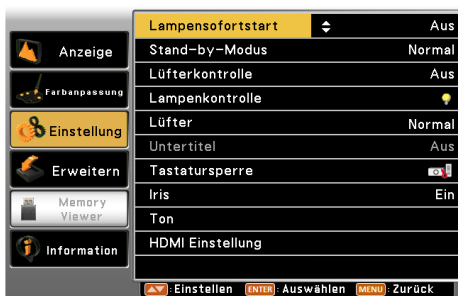 Anzeige
Farbanpassung
Einstellung
Erweitern
Memory
Viewer
Information
Lampensofortstart Aus
Stand-by-Modus Normal
Lüfterkontrolle Aus
Lampenkontrolle
Lüfter Normal
Untertitel Aus
Tastatursperre
Iris Ein
Ton
HDMI Einstellung
:Einstellen ENTER:Auswählen MENU:Zurück